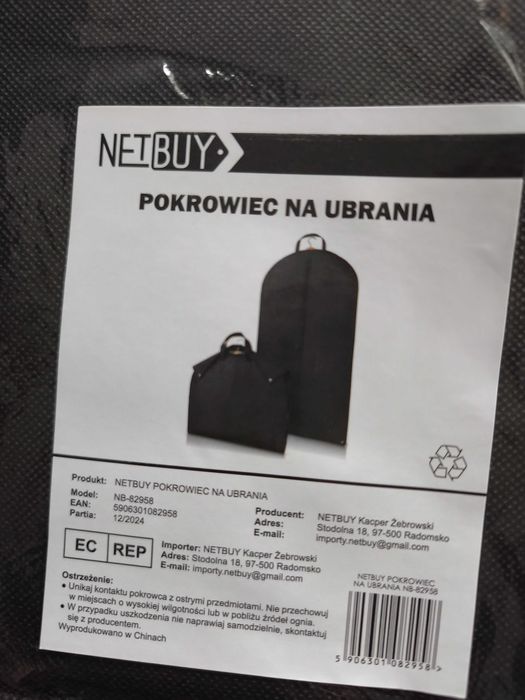 NETBUY
POKROWIEC NA UBRANIA
Produkt: NETBUY POKROWIEC NA UBRANIA
Model: NB-82958
EAN: 5906301082958
Partia: 12/2024
Producent: NETBUY Kacper Żebrowski
Adres: Stodolna 18, 97-500 Radomsko
E-mail: importy.netbuy@gmail.com
EC REP
Importer: NETBUY Kacper Żebrowski
Adres: Stodolna 18, 97-500 Radomsko
E-mail: importy.netbuy@gmail.com
Ostrzeżenie:
• Unikaj kontaktu pokrowca z ostrymi przedmiotami. Nie przechowuj
w miejscach o wysokiej wilgotności lub w pobliżu źródeł ognia.
• W przypadku uszkodzenia nie naprawiaj samodzielnie, skontaktuj
się z producentem.
Wyprodukowano w Chinach
NETBUY POKROWIEC
NA UBRANIA NB-82958
5 906301 082958 >